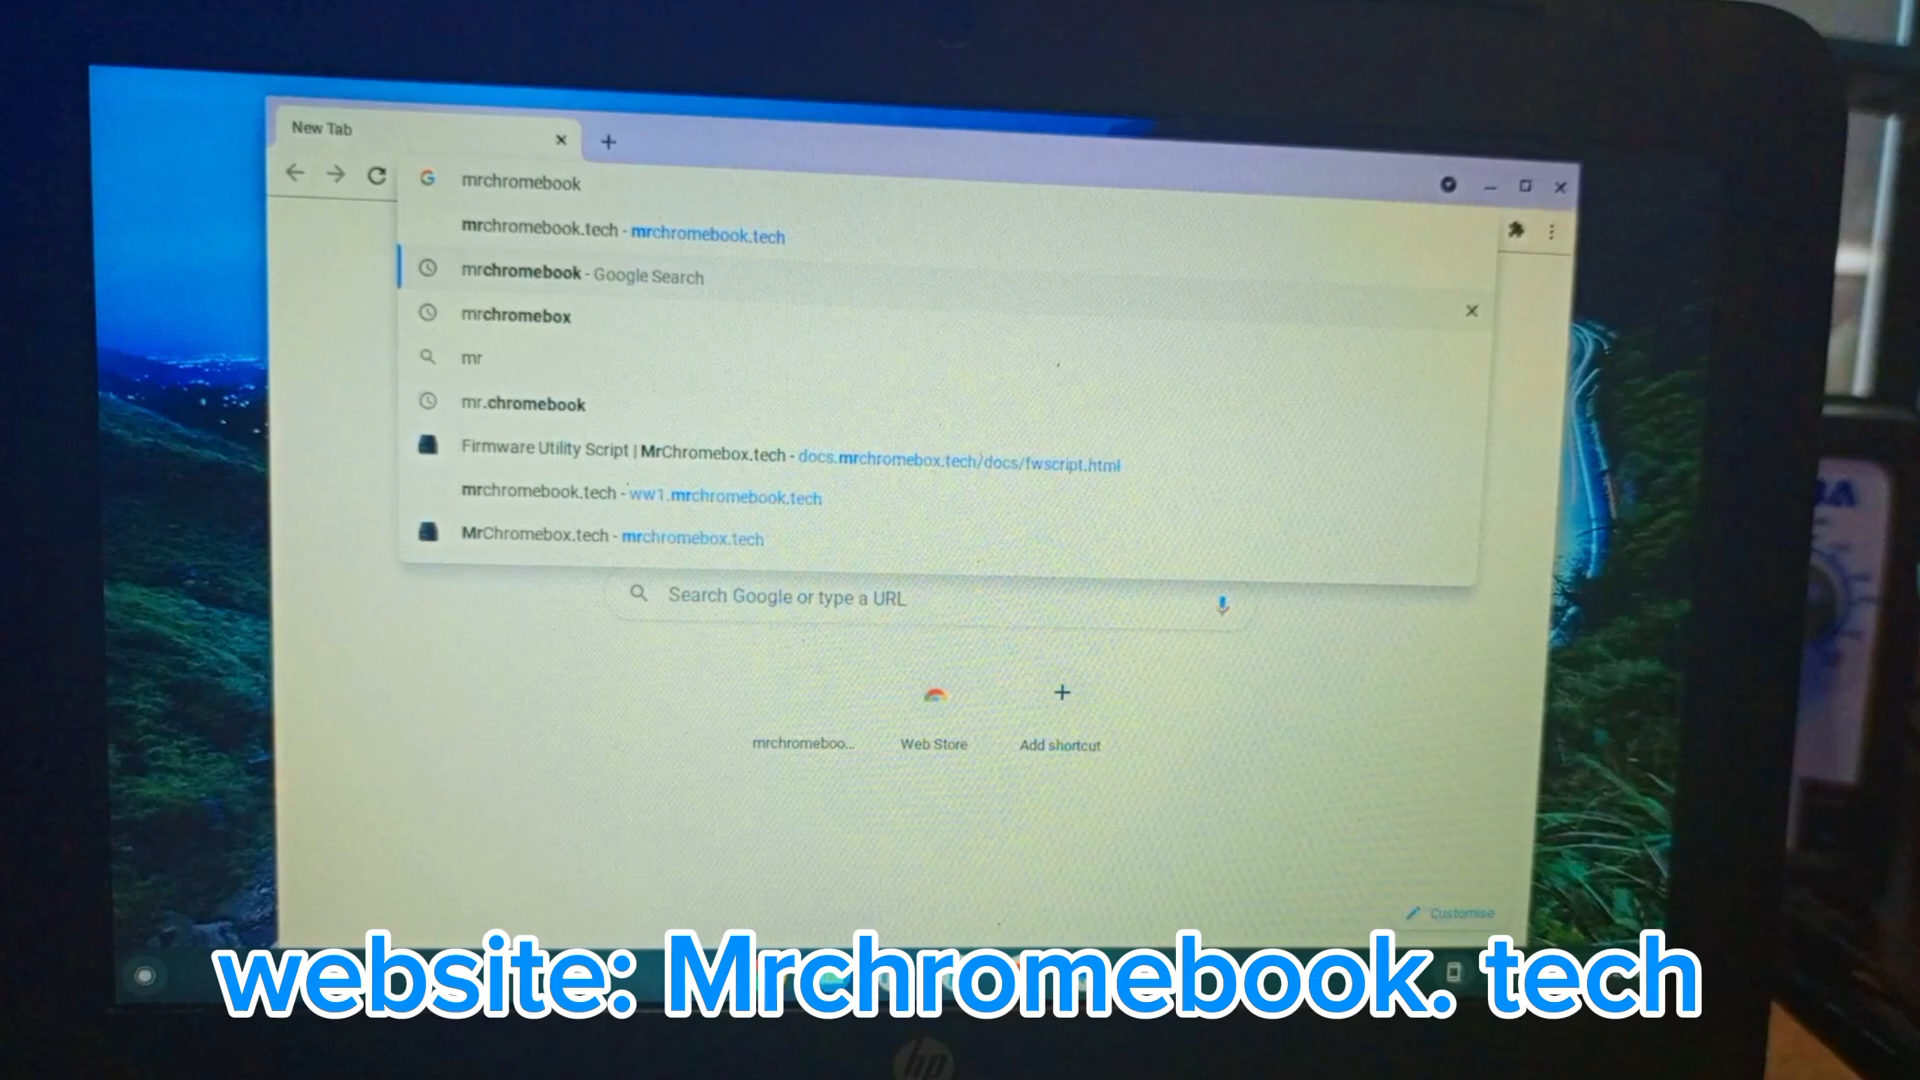 New Tab
mrchromebook
mrchromebook.tech - mrchromebook.tech
mrchromebook - Google Search
mrchromebox
mr
mr.chromebook
Firmware Utility Script | MrChromebox.tech - docs.mrchromebox.tech/docs/fwscript.html
mrchromebook.tech - ww1.mrchromebook.tech
MrChromebox.tech - mrchromebox.tech
Search Google or type a URL
mrchromeboo... Web Store Add shortcut
Customise
website: Mrchromebook. tech
hp